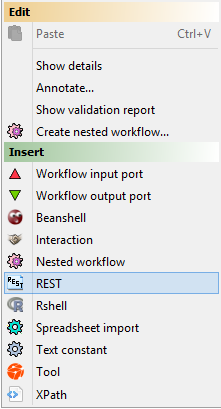 Edit
Paste Ctrl+V
Show details
Annotate...
Show validation report
Create nested workflow...
Insert
Workflow input port
Workflow output port
Beanshell
Interaction
Nested workflow
REST REST
Rshell
Spreadsheet import
Text constant
Tool
XPath